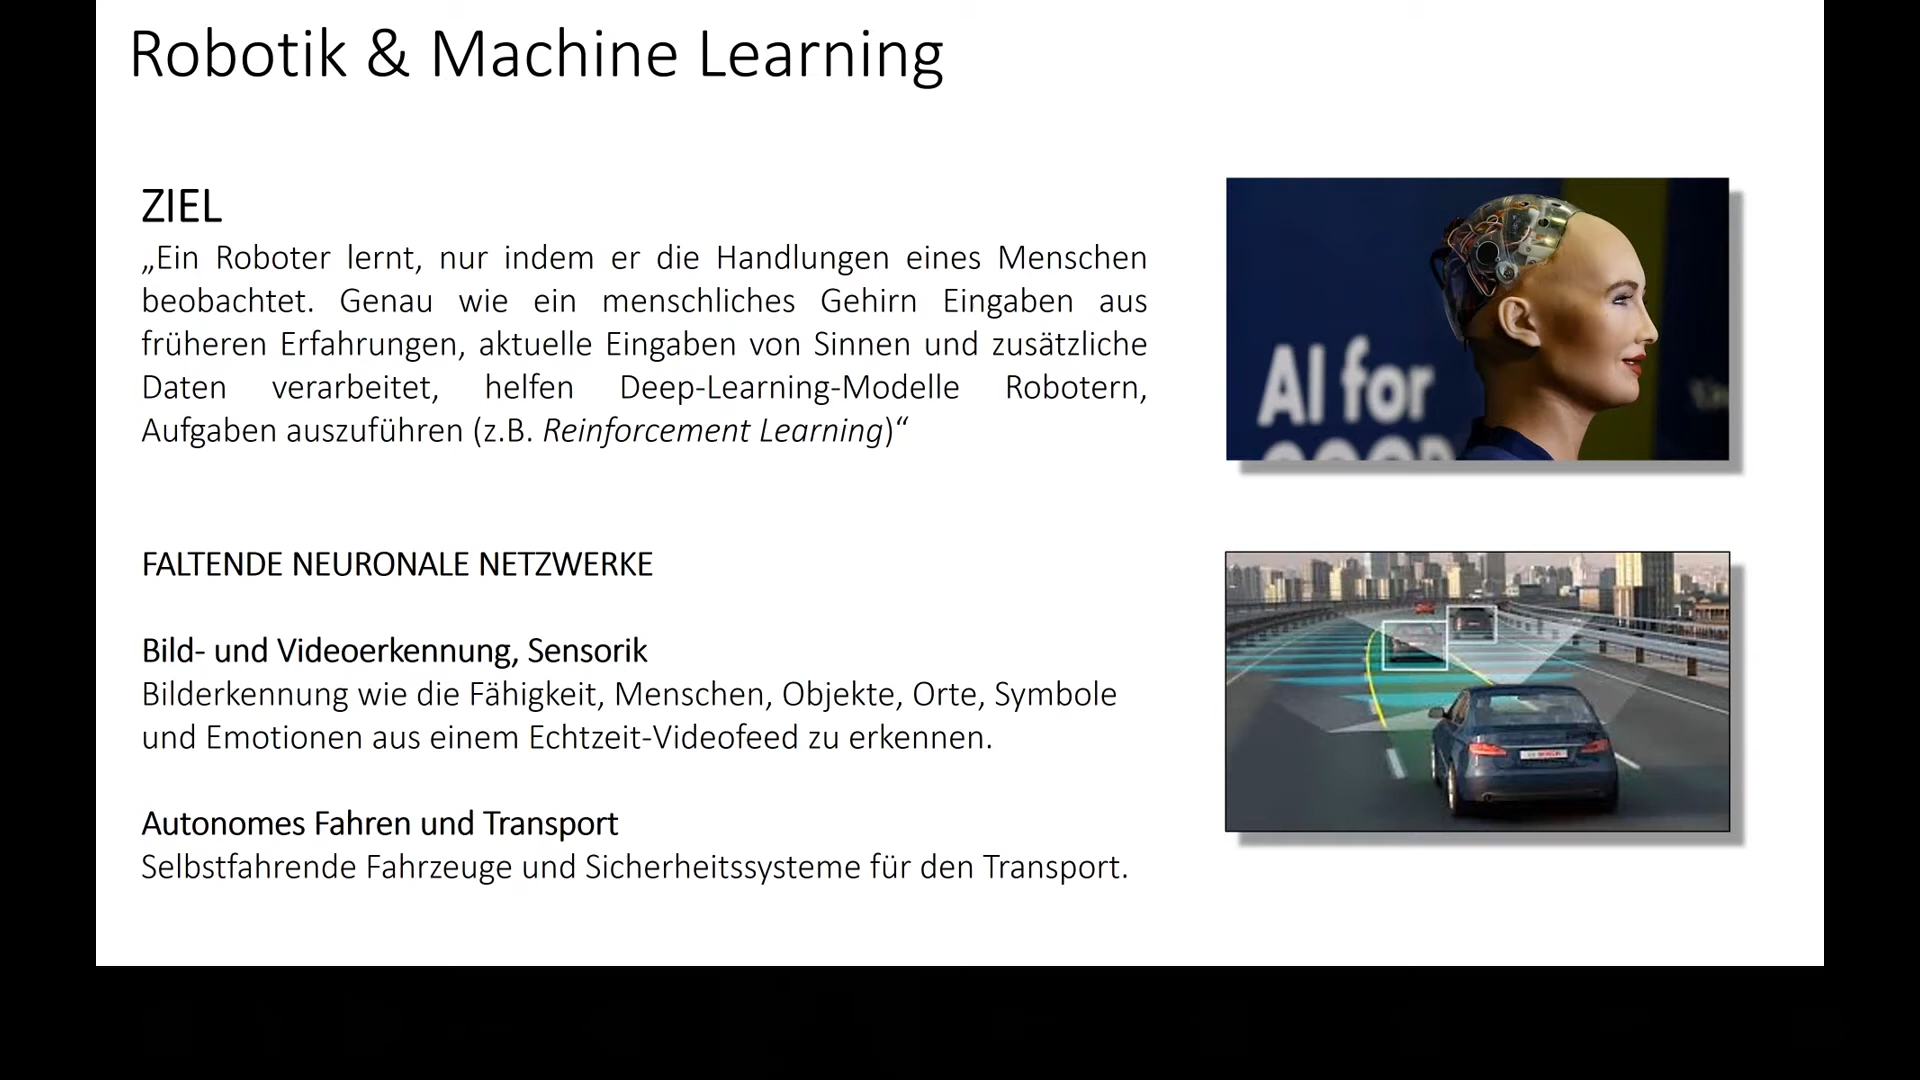 Robotik & Machine Learning
ZIEL
„Ein Roboter lernt, nur indem er die Handlungen eines Menschen
beobachtet. Genau wie ein menschliches Gehirn Eingaben aus
früheren Erfahrungen, aktuelle Eingaben von Sinnen und zusätzliche
Daten verarbeitet, helfen Deep-Learning-Modelle Robotern,
Aufgaben auszuführen (z.B. Reinforcement Learning)“
AI for
GOOD
FALTENDE NEURONALE NETZWERKE
Bild- und Videoerkennung, Sensorik
Bilderkennung wie die Fähigkeit, Menschen, Objekte, Orte, Symbole
und Emotionen aus einem Echtzeit-Videofeed zu erkennen.
Autonomes Fahren und Transport
Selbstfahrende Fahrzeuge und Sicherheitssysteme für den Transport.